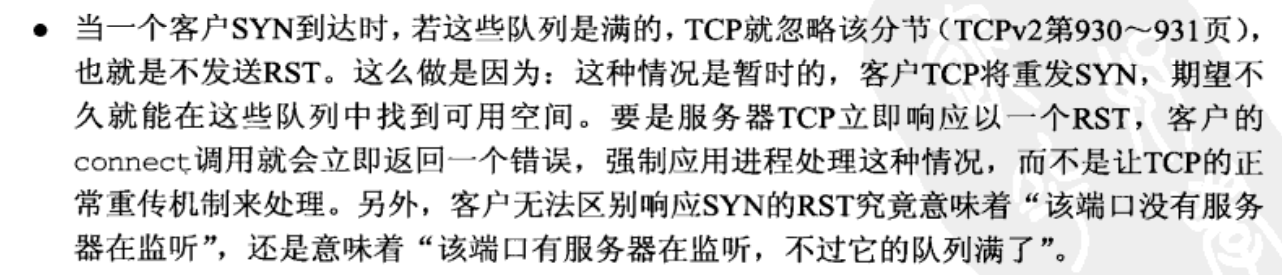 ● 当一个客户SYN到达时,若这些队列是满的,TCP就忽略该分节(TCPv2第930~931页),
也就是不发送RST。这么做是因为:这种情况是暂时的,客户TCP将重发SYN,期望不
久就能在这些队列中找到可用空间。要是服务器TCP立即响应以一个RST,客户的
connect调用就会立即返回一个错误,强制应用进程处理这种情况,而不是让TCP的正
常重传机制来处理。另外,客户无法区别响应SYN的RST究竟意味着“该端口没有服务
器在监听”,还是意味着“该端口有服务器在监听,不过它的队列满了”。